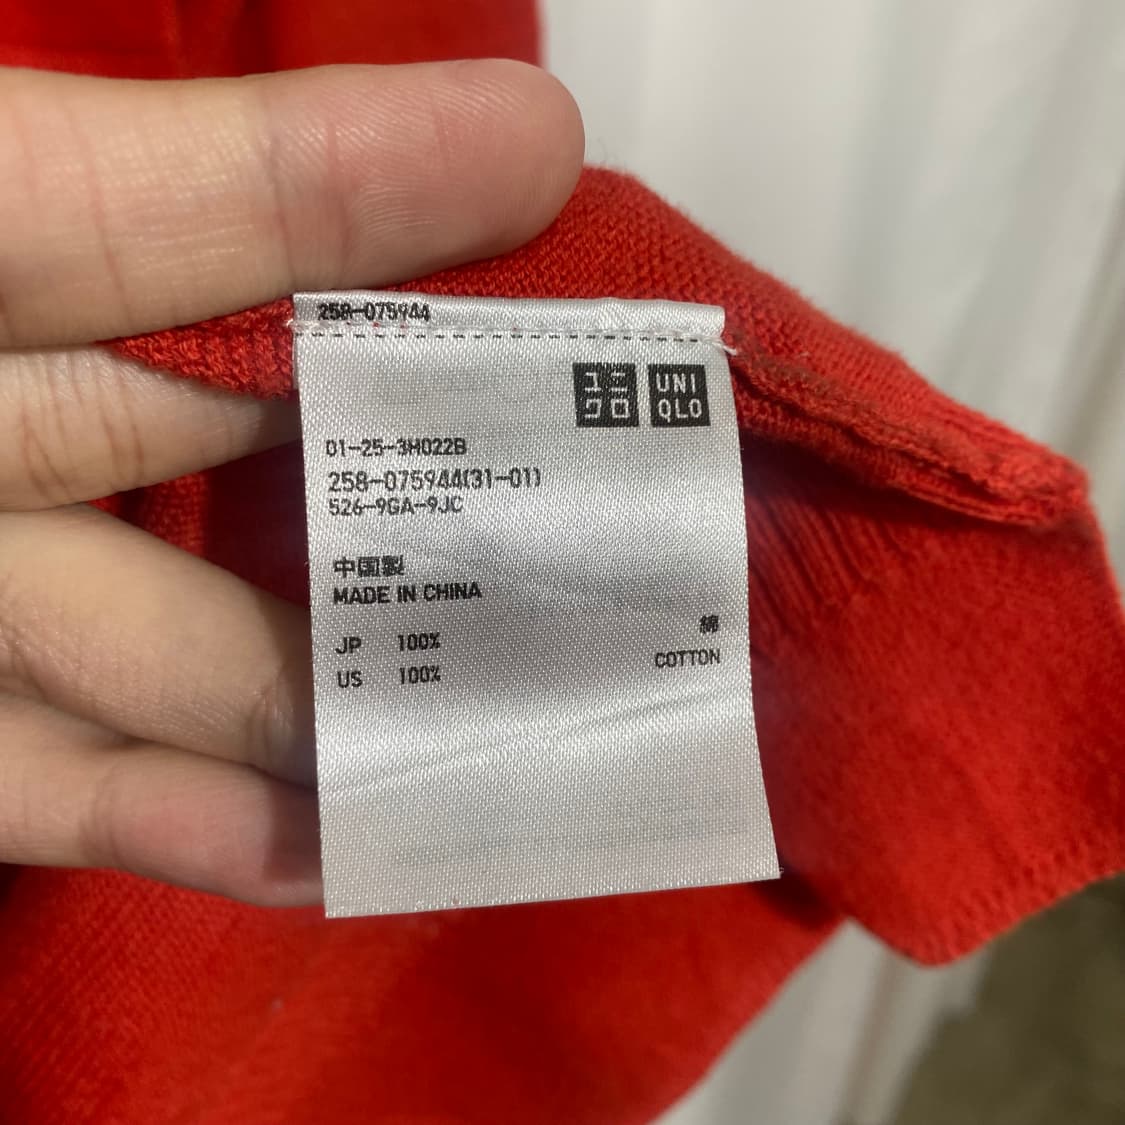 258-075944
ユニ UNI
クロ QLO
01-25-3H022B
258-075944(31-01)
526-9GA-9JC
中国製
MADE IN CHINA
綿
JP 100%
COTTON
US 100%